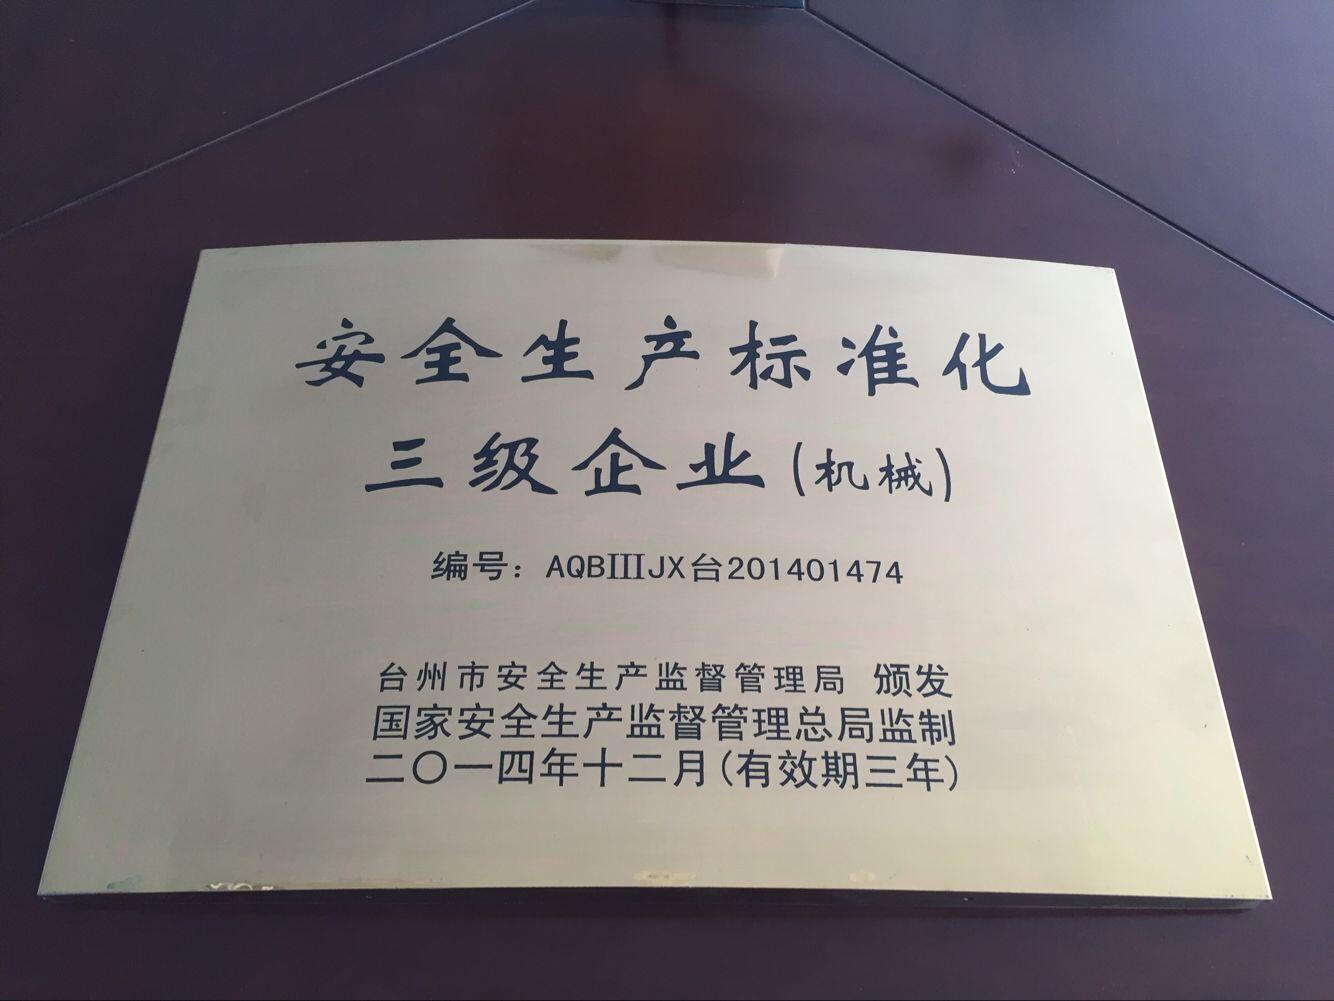 安全生产标准化
三级企业(机械)
编号：AQBⅢJX台201401474
台州市安全生产监督管理局 颁发
国家安全生产监督管理总局监制
二〇一四年十二月(有效期三年)